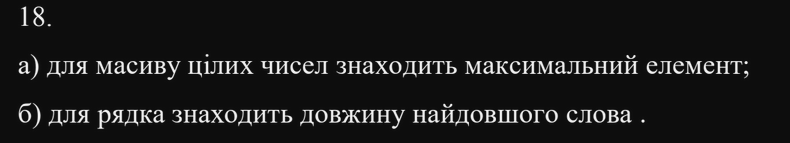 18.
а) для масиву цілих чисел знаходить максимальний елемент;
б) для рядка знаходить довжину найдовшого слова .